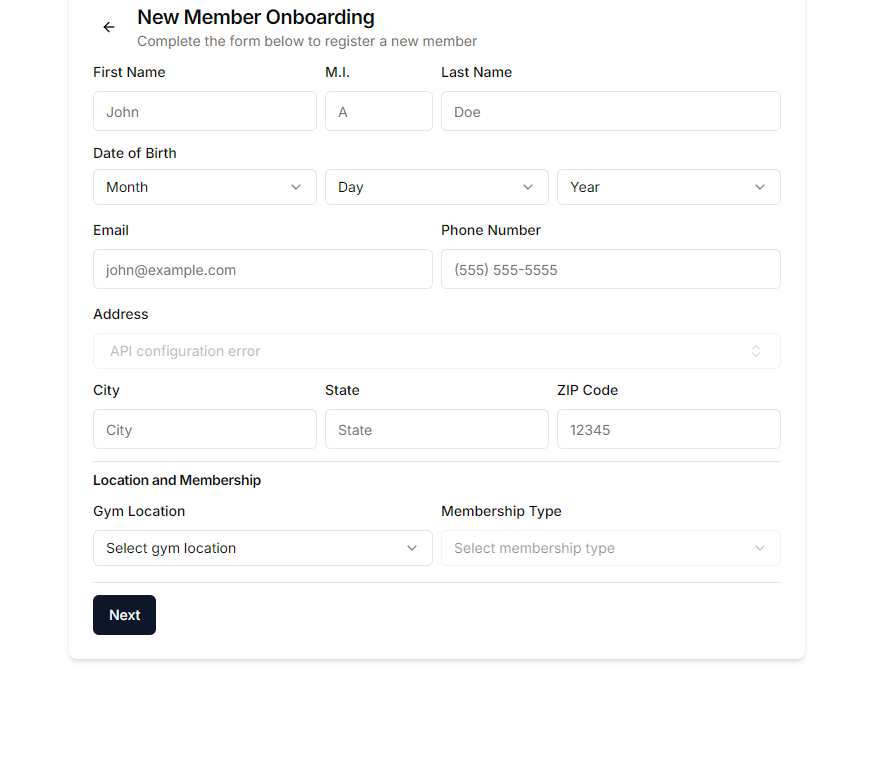 New Member Onboarding
Complete the form below to register a new member
First Name M.I. Last Name
John A Doe
Date of Birth
Month Day Year
Email Phone Number
john@example.com (555) 555-5555
Address
API configuration error
City State ZIP Code
City State 12345
Location and Membership
Gym Location Membership Type
Select gym location Select membership type
Next